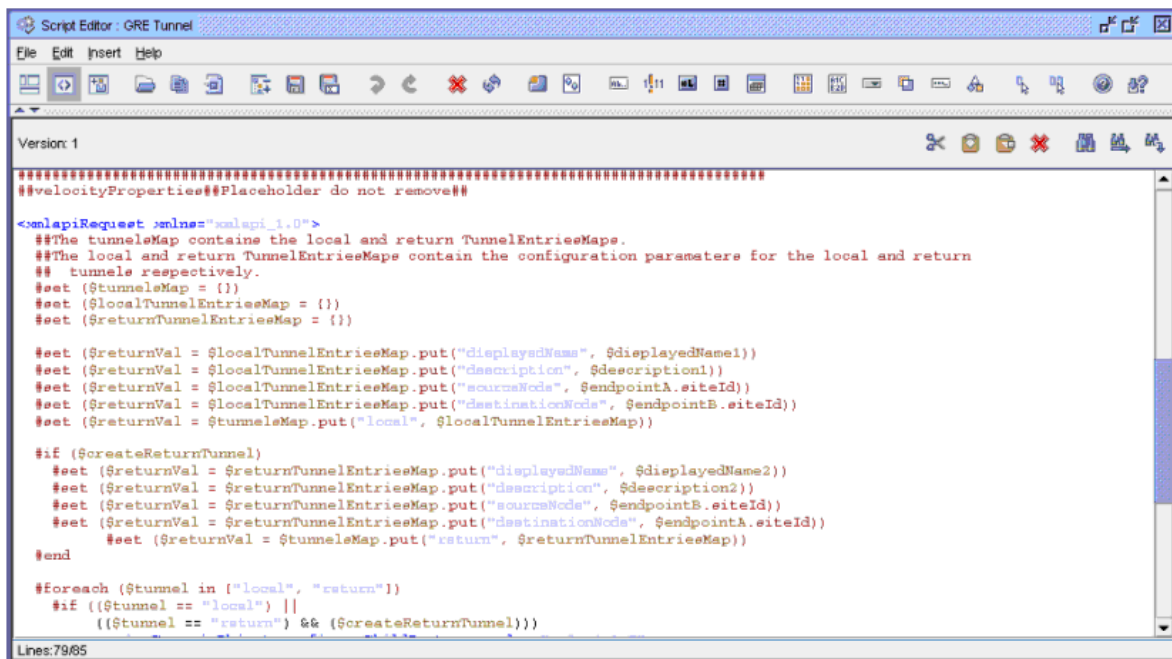 Script Editor : GRE Tunnel
File Edit Insert Help
Version: 1
##########################################################################################
##velocityProperties##Placeholder do not remove##
<xmlapiRequest xmlns="xmlapi_1.0">
##The tunnelsMap contains the local and return TunnelEntriesMaps.
##The local and return TunnelEntriesMaps contain the configuration paramaters for the local and return
## tunnels respectively.
#set ($tunnelsMap = {})
#set ($localTunnelEntriesMap = {})
#set ($returnTunnelEntriesMap = {})
#set ($returnVal = $localTunnelEntriesMap.put("displayedName", $displayedName1))
#set ($returnVal = $localTunnelEntriesMap.put("description", $description1))
#set ($returnVal = $localTunnelEntriesMap.put("sourceNode", $endpointA.siteId))
#set ($returnVal = $localTunnelEntriesMap.put("destinationNode", $endpointB.siteId))
#set ($returnVal = $tunnelsMap.put("local", $localTunnelEntriesMap))
#if ($createReturnTunnel)
#set ($returnVal = $returnTunnelEntriesMap.put("displayedName", $displayedName2))
#set ($returnVal = $returnTunnelEntriesMap.put("description", $description2))
#set ($returnVal = $returnTunnelEntriesMap.put("sourceNode", $endpointB.siteId))
#set ($returnVal = $returnTunnelEntriesMap.put("destinationNode", $endpointA.siteId))
#set ($returnVal = $tunnelsMap.put("return", $returnTunnelEntriesMap))
#end
#foreach ($tunnel in ["local", "return"])
#if (($tunnel == "local") ||
(($tunnel == "return") && ($createReturnTunnel)))
Lines:79/85